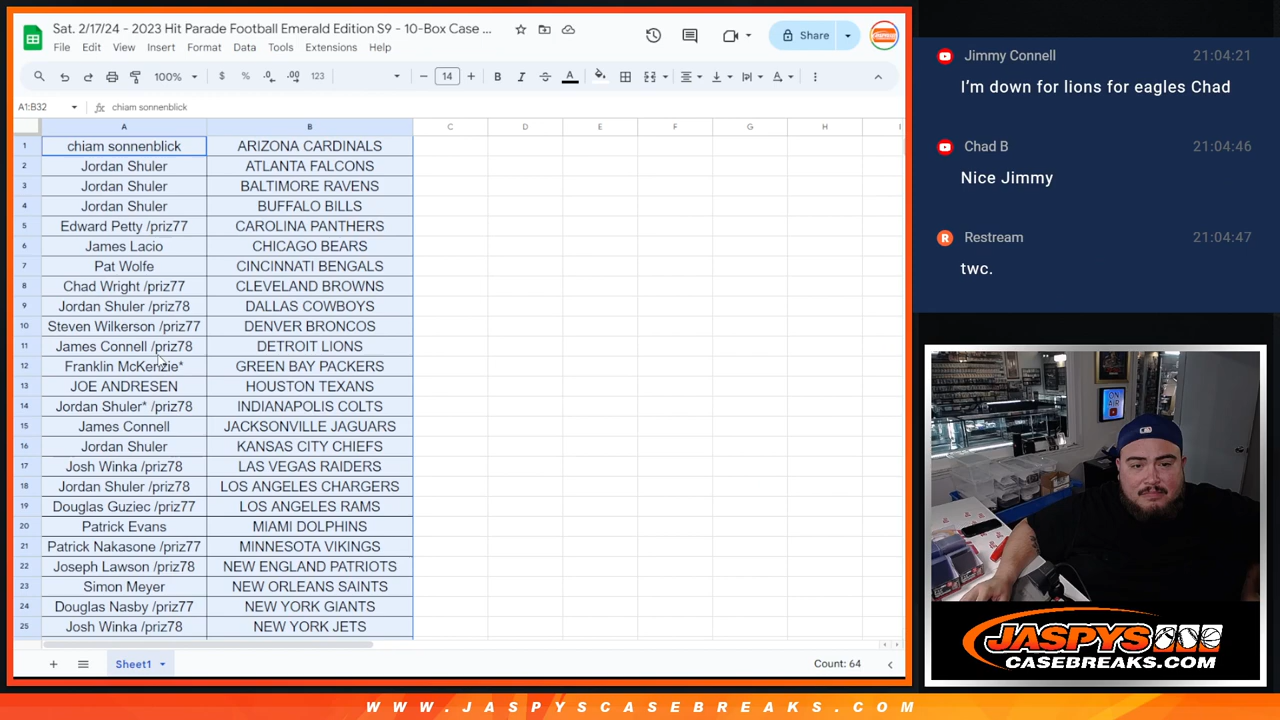 Sat. 2/17/24 - 2023 Hit Parade Football Emerald Edition S9 - 10-Box Case ...
File Edit View Insert Format Data Tools Extensions Help
Share
100% $ % .0 .00 123 14 B I A
A1:B32 fx chiam sonnenblick
A B C D E F G H I
1 chiam sonnenblick ARIZONA CARDINALS
2 Jordan Shuler ATLANTA FALCONS
3 Jordan Shuler BALTIMORE RAVENS
4 Jordan Shuler BUFFALO BILLS
5 Edward Petty /priz77 CAROLINA PANTHERS
6 James Lacio CHICAGO BEARS
7 Pat Wolfe CINCINNATI BENGALS
8 Chad Wright /priz77 CLEVELAND BROWNS
9 Jordan Shuler /priz78 DALLAS COWBOYS
10 Steven Wilkerson /priz77 DENVER BRONCOS
11 James Connell /priz78 DETROIT LIONS
12 Franklin McKenzie* GREEN BAY PACKERS
13 JOE ANDRESEN HOUSTON TEXANS
14 Jordan Shuler* /priz78 INDIANAPOLIS COLTS
15 James Connell JACKSONVILLE JAGUARS
16 Jordan Shuler KANSAS CITY CHIEFS
17 Josh Winka /priz78 LAS VEGAS RAIDERS
18 Jordan Shuler /priz78 LOS ANGELES CHARGERS
19 Douglas Guziec /priz77 LOS ANGELES RAMS
20 Patrick Evans MIAMI DOLPHINS
21 Patrick Nakasone /priz77 MINNESOTA VIKINGS
22 Joseph Lawson /priz78 NEW ENGLAND PATRIOTS
23 Simon Meyer NEW ORLEANS SAINTS
24 Douglas Nasby /priz77 NEW YORK GIANTS
25 Josh Winka /priz78 NEW YORK JETS
Sheet1
Count: 64
Jimmy Connell 21:04:21
I'm down for lions for eagles Chad
Chad B 21:04:46
Nice Jimmy
R Restream 21:04:47
twc.
ON AIR
JASPYS
CASEBREAKS.COM
WWW.JASPYSCASEBREAKS.COM